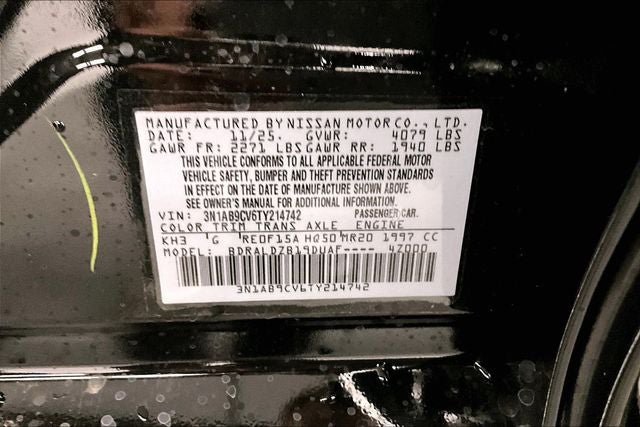 MANUFACTURED BY NISSAN MOTOR CO., LTD.
DATE: 11/25. GVWR: 4079 LBS
GAWR FR: 2271 LBS GAWR RR: 1940 LBS
THIS VEHICLE CONFORMS TO ALL APPLICABLE FEDERAL MOTOR
VEHICLE SAFETY, BUMPER AND THEFT PREVENTION STANDARDS
IN EFFECT ON THE DATE OF MANUFACTURE SHOWN ABOVE.
SEE OWNER'S MANUAL FOR ADDITIONAL INFORMATION.
VIN: 3N1AB9CV6TY214742 PASSENGER CAR.
COLOR TRIM TRANS AXLE ENGINE
KH3 G RE0F15A HQ50 MR20 1997 CC
MODEL: BDRALDZB19DUAF---- 4Z000
3N1AB9CV6TY214742